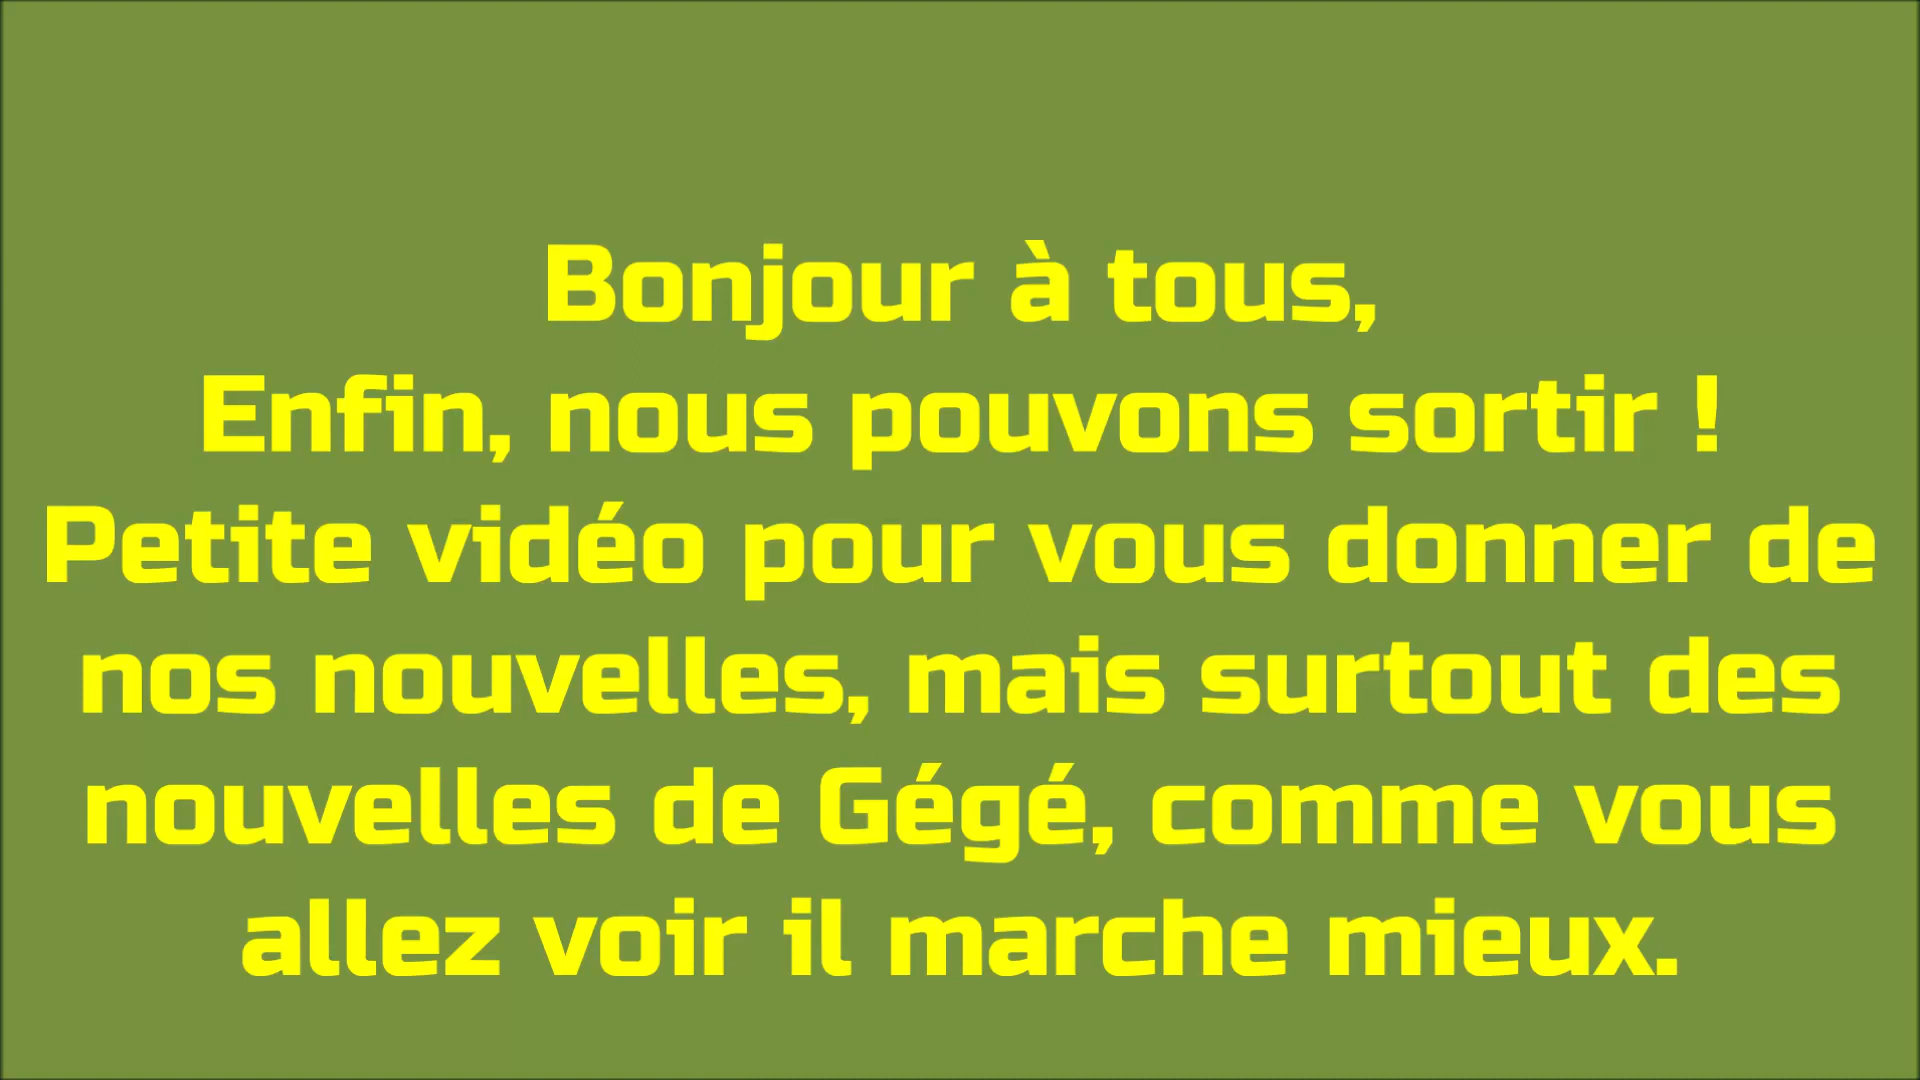 Bonjour à tous,
Enfin, nous pouvons sortir !
Petite vidéo pour vous donner de
nos nouvelles, mais surtout des
nouvelles de Gégé, comme vous
allez voir il marche mieux.